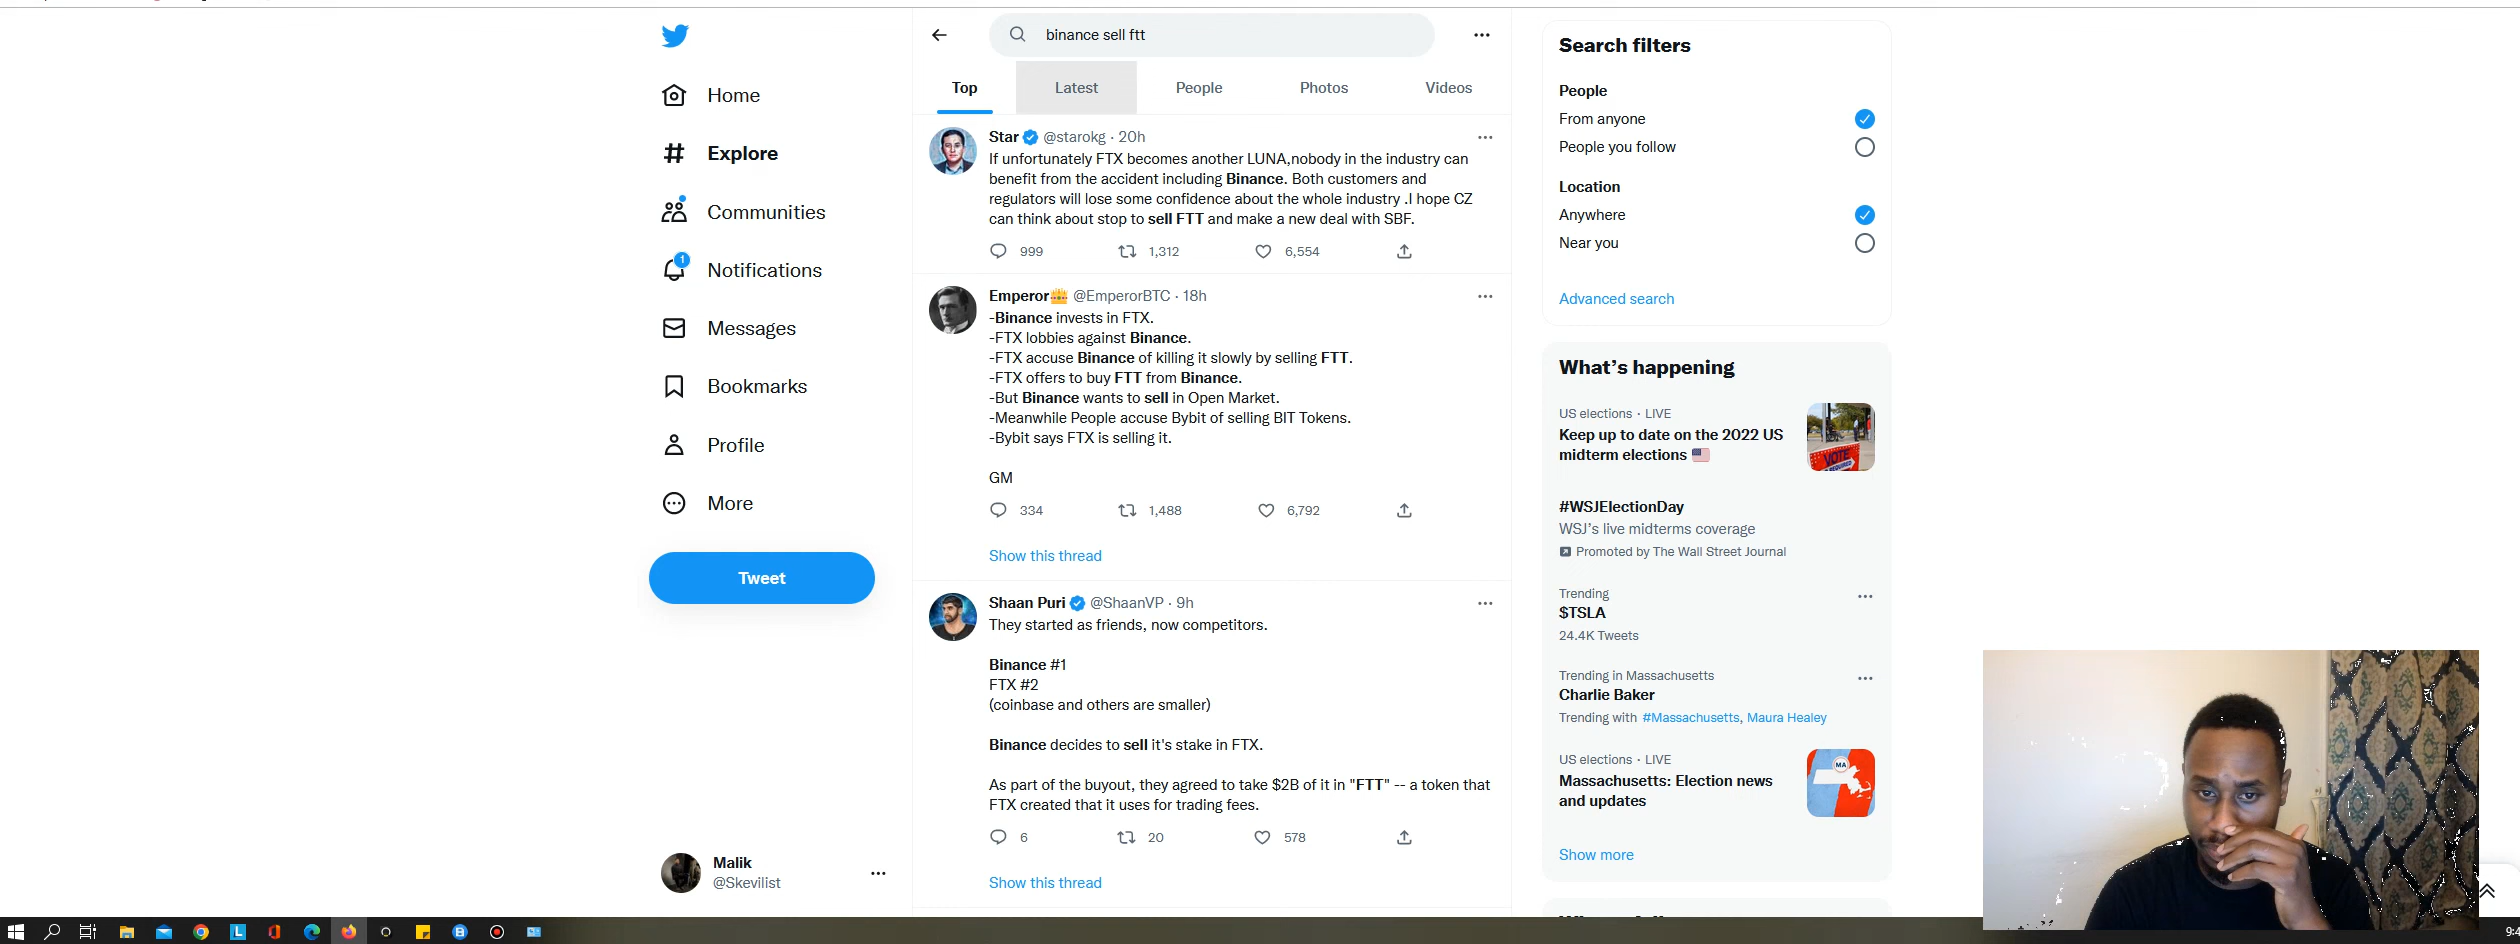 binance sell ftt
Top Latest People Photos Videos
Home
Explore
Communities
1
Notifications
Messages
Bookmarks
Profile
More
Tweet
Malik
@Skevilist
Star @starokg · 20h
If unfortunately FTX becomes another LUNA,nobody in the industry can
benefit from the accident including Binance. Both customers and
regulators will lose some confidence about the whole industry .I hope CZ
can think about stop to sell FTT and make a new deal with SBF.
999 1,312 6,554
Emperor @EmperorBTC · 18h
-Binance invests in FTX.
-FTX lobbies against Binance.
-FTX accuse Binance of killing it slowly by selling FTT.
-FTX offers to buy FTT from Binance.
-But Binance wants to sell in Open Market.
-Meanwhile People accuse Bybit of selling BIT Tokens.
-Bybit says FTX is selling it.
GM
334 1,488 6,792
Show this thread
Shaan Puri @ShaanVP · 9h
They started as friends, now competitors.
Binance #1
FTX #2
(coinbase and others are smaller)
Binance decides to sell it's stake in FTX.
As part of the buyout, they agreed to take $2B of it in "FTT" -- a token that
FTX created that it uses for trading fees.
6 20 578
Show this thread
Search filters
People
From anyone
People you follow
Location
Anywhere
Near you
Advanced search
What's happening
US elections · LIVE
Keep up to date on the 2022 US
midterm elections
VOTE
#WSJElectionDay
WSJ's live midterms coverage
Promoted by The Wall Street Journal
Trending
$TSLA
24.4K Tweets
Trending in Massachusetts
Charlie Baker
Trending with #Massachusetts, Maura Healey
US elections · LIVE
Massachusetts: Election news
and updates
MA
Show more